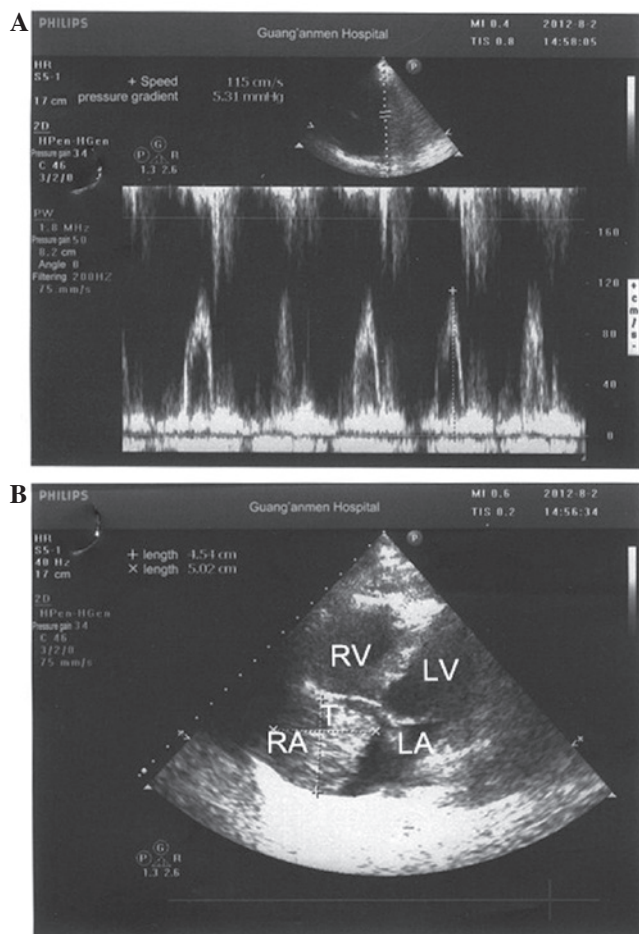 A
PHILIPS
Guang'anmen Hospital
MI 0.4 2012-8-2
TIS 0.8 14:58:05
HR
S5-1
17 cm
+ Speed 115 cm/s
pressure gradient 5.31 mmHg
P
2D
HPen-HGen
Pressure gain 34
C 46
3/2/0
G
P R
1.3 2.6
PW
1.8 MHz
Pressure gain 50
8.2 cm
Angle 0
Filtering 200HZ
75 mm/s
160
120
80
40
0
+cm/s-
B
PHILIPS
Guang'anmen Hospital
MI 0.6 2012-8-2
TIS 0.2 14:56:34
HR
S5-1
40 Hz
17 cm
+ length 4.54 cm
× length 5.02 cm
P
2D
HPen-HGen
Pressure gain 34
C 46
3/2/0
75 mm/s
RV
LV
T
RA
LA
G
P R
1.3 2.6